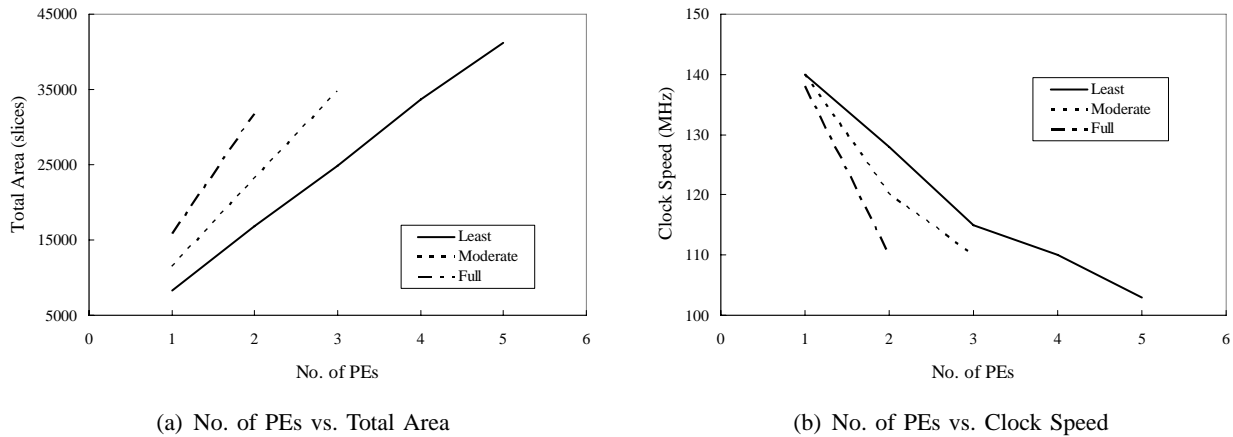 45000
35000
25000
15000
5000
Total Area (slices)
0 1 2 3 4 5 6
No. of PEs
Least
Moderate
Full
(a) No. of PEs vs. Total Area
150
140
130
120
110
100
Clock Speed (MHz)
0 1 2 3 4 5 6
No. of PEs
Least
Moderate
Full
(b) No. of PEs vs. Clock Speed